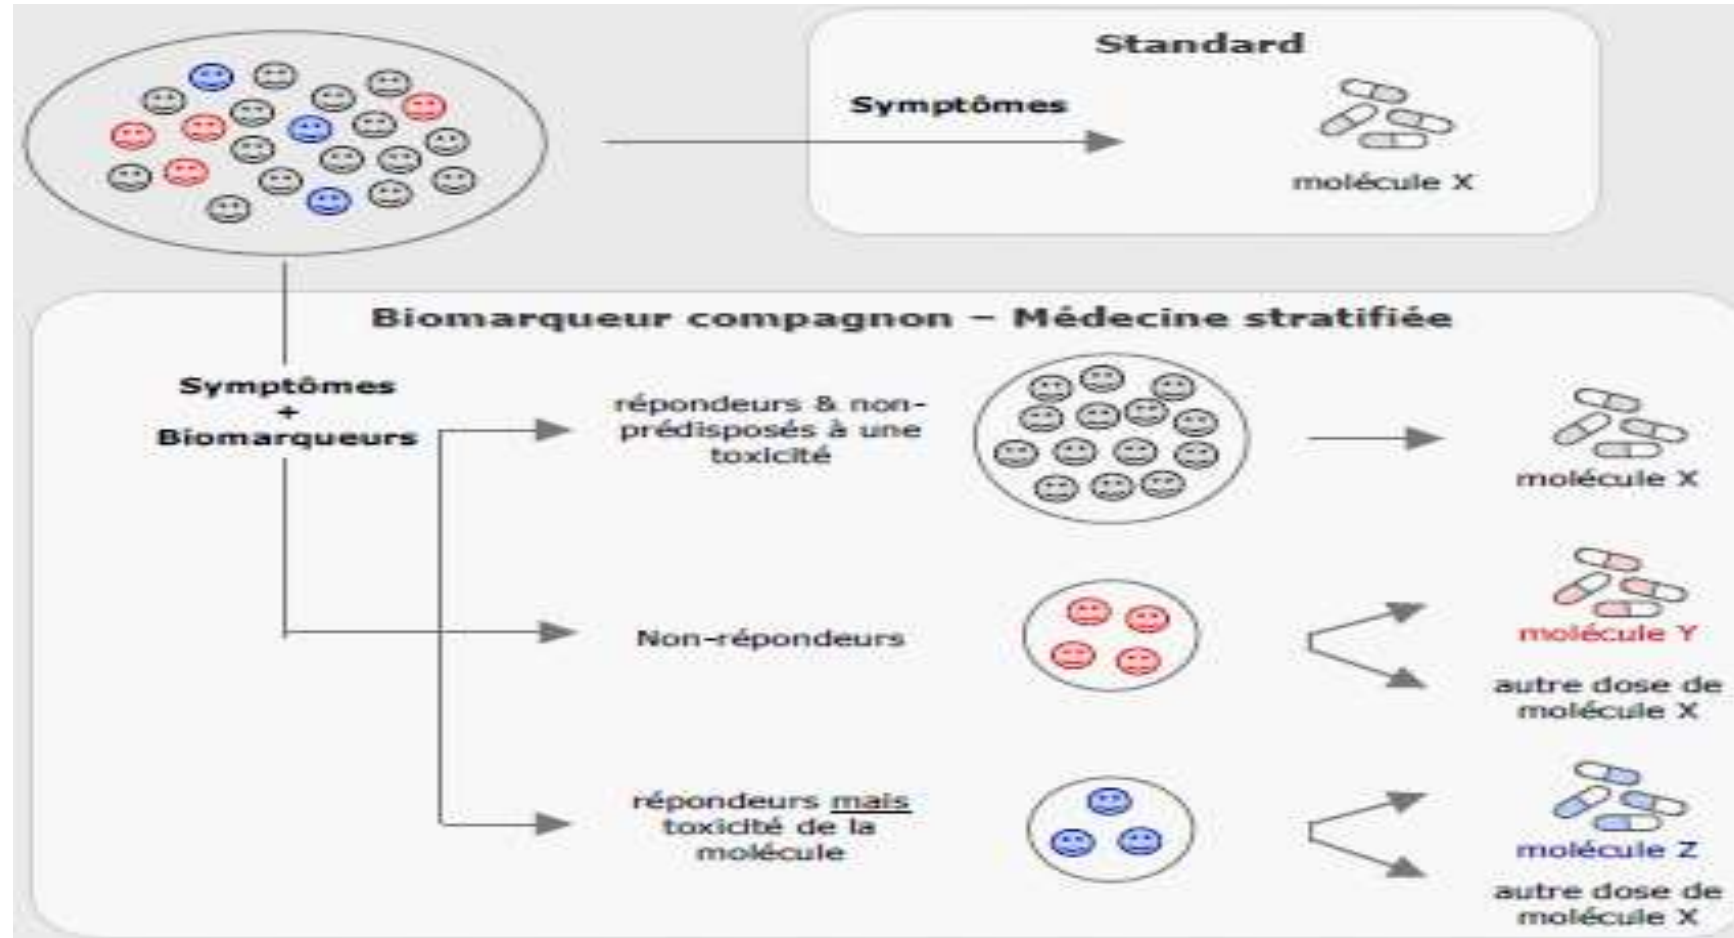 Standard
Symptômes
molécule X
Biomarqueur compagnon – Médecine stratifiée
Symptômes
+
Biomarqueurs
répondeurs & non-
prédisposés à une
toxicité
molécule X
Non-répondeurs
molécule Y
autre dose de
molécule X
répondeurs mais
toxicité de la
molécule
molécule Z
autre dose de
molécule X